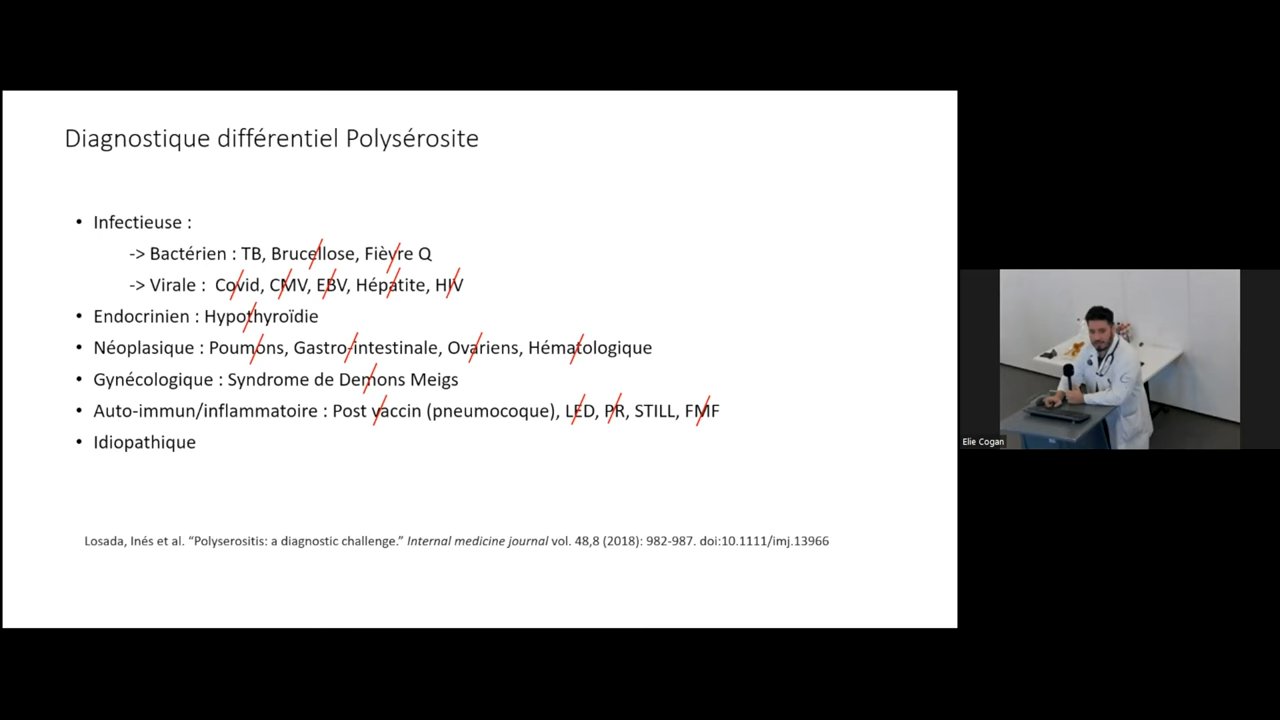 Diagnostique différentiel Polysérosite
• Infectieuse :
-> Bactérien : TB, Brucellose, Fièvre Q
-> Virale : Covid, CMV, EBV, Hépatite, HIV
• Endocrinien : Hypothyroïdie
• Néoplasique : Poumons, Gastro-intestinale, Ovariens, Hématologique
• Gynécologique : Syndrome de Demons Meigs
• Auto-immun/inflammatoire : Post vaccin (pneumocoque), LED, PR, STILL, FMF
• Idiopathique
Losada, Inés et al. “Polyserositis: a diagnostic challenge.” Internal medicine journal vol. 48,8 (2018): 982-987. doi:10.1111/imj.13966
Elie Cogan